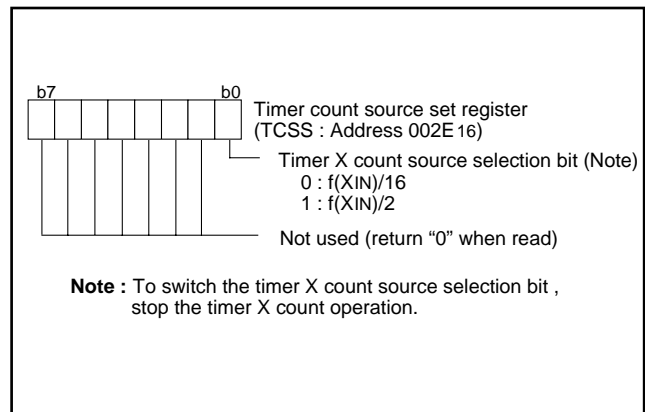 b7 b0
Timer count source set register
(TCSS : Address 002E16)
Timer X count source selection bit (Note)
0 : f(XIN)/16
1 : f(XIN)/2
Not used (return “0” when read)
Note : To switch the timer X count source selection bit ,
stop the timer X count operation.